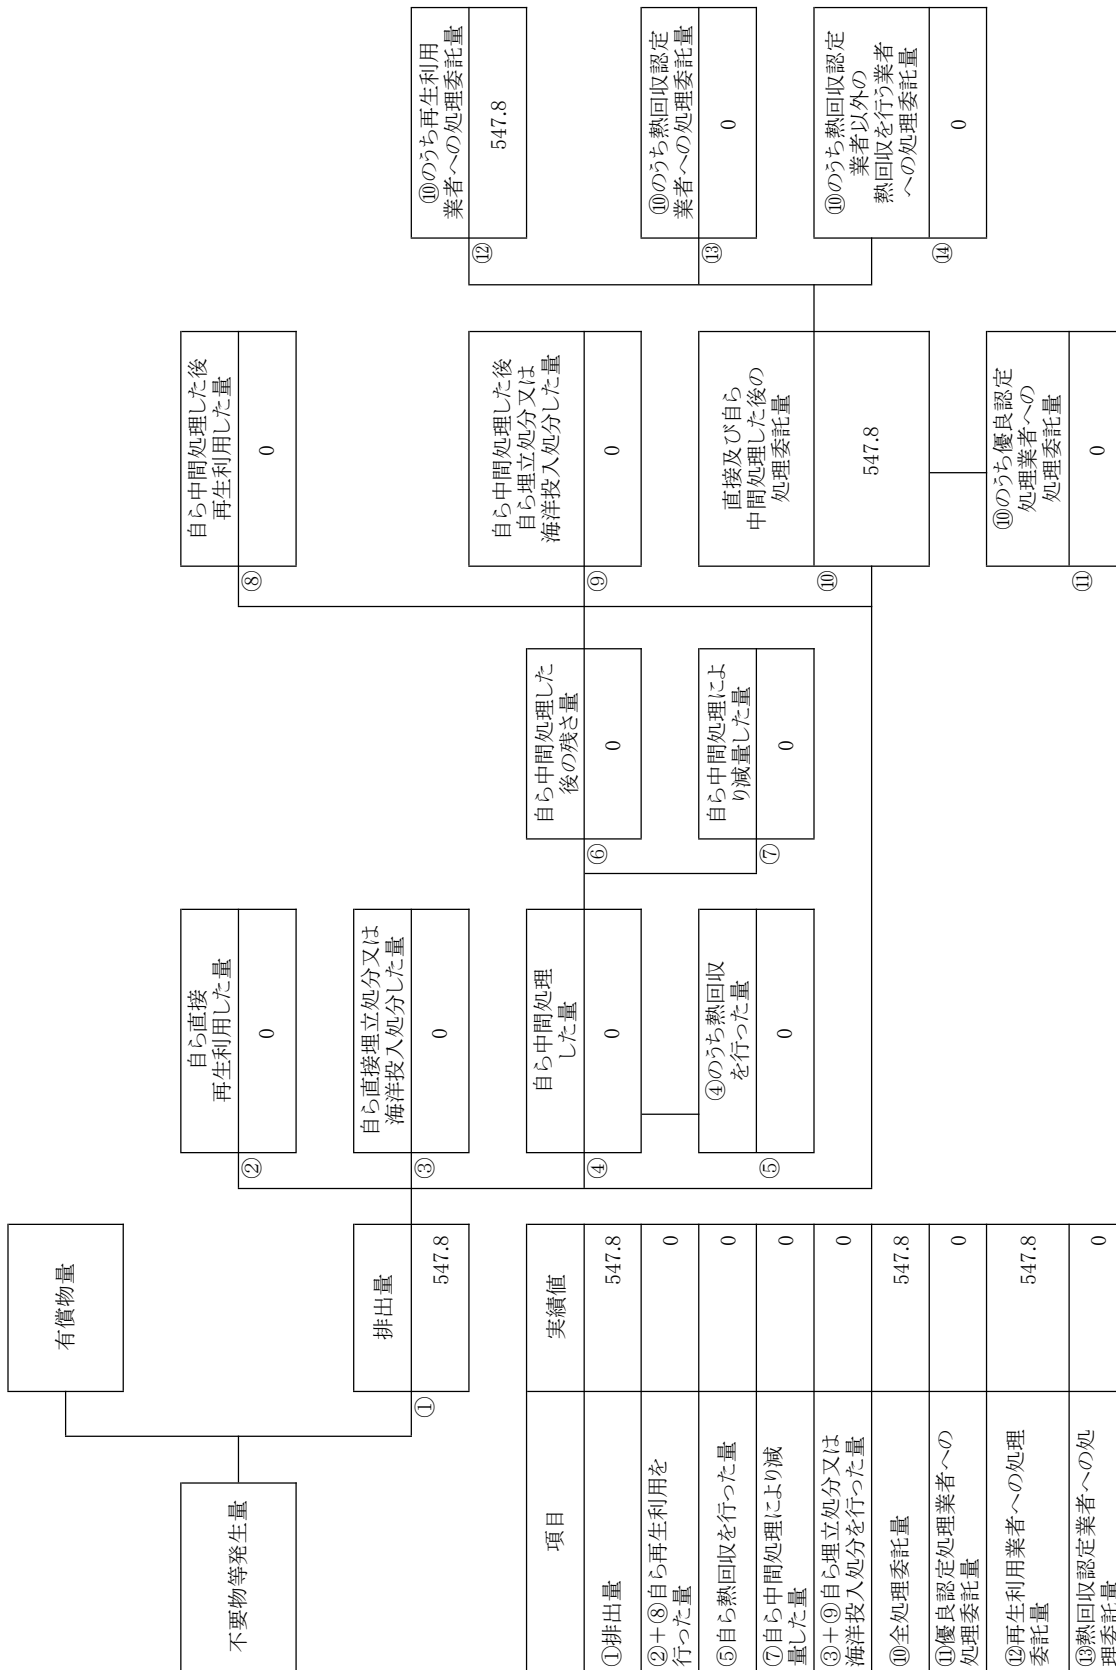 不要物等発生量
有償物量
排出量
①
547.8
自ら直接
再生利用した量
②
0
自ら直接埋立処分又は
海洋投入処分した量
③
0
自ら中間処理
した量
④
0
④のうち熱回収
を行った量
⑤
0
自ら中間処理した
後の残さ量
⑥
0
自ら中間処理によ
り減量した量
⑦
0
自ら中間処理した後
再生利用した量
⑧
0
自ら中間処理した後
自ら埋立処分又は
海洋投入処分した量
⑨
0
直接及び自ら
中間処理した後の
処理委託量
⑩
547.8
⑩のうち優良認定
処理業者への
処理委託量
⑪
0
⑩のうち再生利用
業者への処理委託量
⑫
547.8
⑩のうち熱回収認定
業者への処理委託量
⑬
0
⑩のうち熱回収認定
業者以外の
熱回収を行う業者
への処理委託量
⑭
0
項目
実績値
①排出量
547.8
②+⑧自ら再生利用を
行った量
0
⑤自ら熱回収を行った量
0
⑦自ら中間処理により減
量した量
0
③+⑨自ら埋立処分又は
海洋投入処分を行った量
0
⑩全処理委託量
547.8
⑪優良認定処理業者への
処理委託量
0
⑫再生利用業者への処理
委託量
547.8
⑬熱回収認定業者への処
理委託量
0